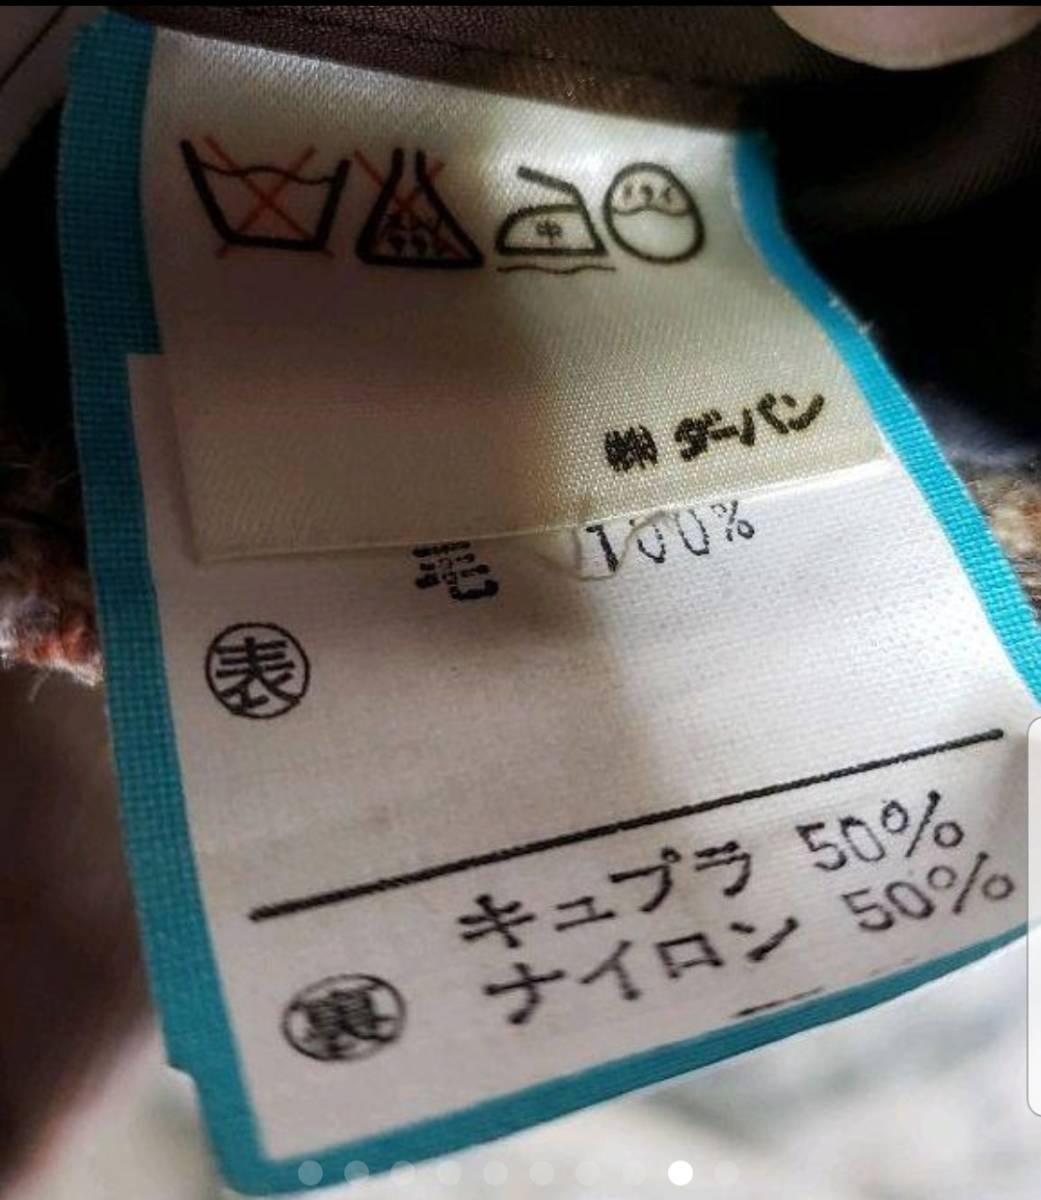 中
㈱ ダーバン
毛 100%
表
キュプラ 50%
ナイロン 50%
裏